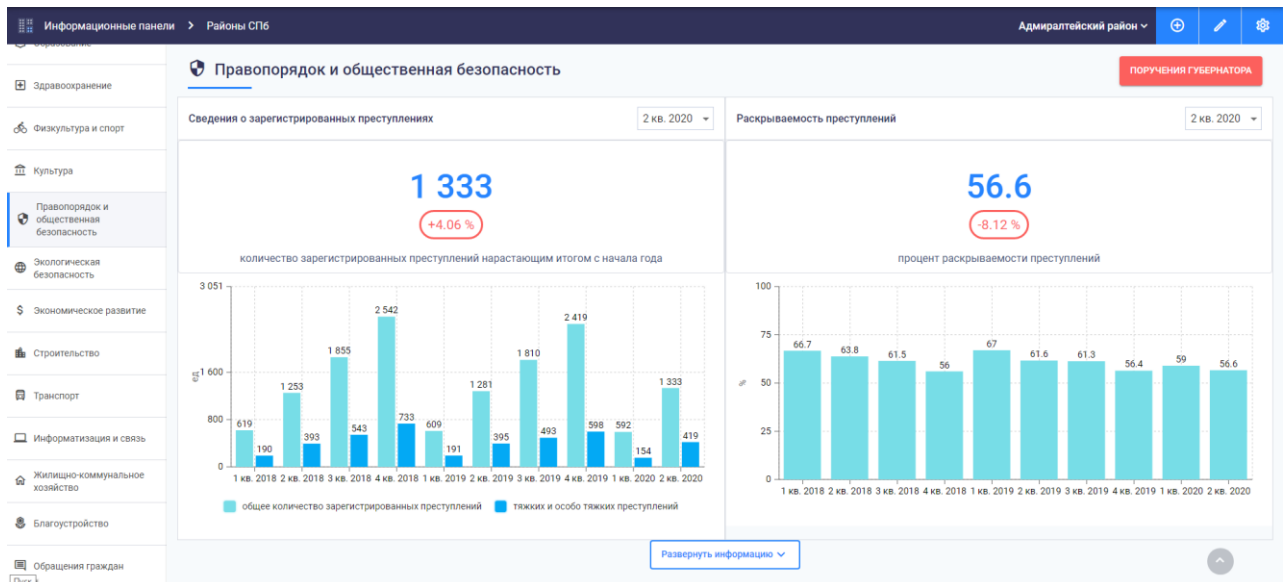 Информационные панели > Районы СПб
Адмиралтейский район
Образование
Здравоохранение
Физкультура и спорт
Культура
Правопорядок и
общественная
безопасность
Экологическая
безопасность
Экономическое развитие
Строительство
Транспорт
Информатизация и связь
Жилищно-коммунальное
хозяйство
Благоустройство
Обращения граждан
Пуск
Правопорядок и общественная безопасность
ПОРУЧЕНИЯ ГУБЕРНАТОРА
Сведения о зарегистрированных преступлениях
2 кв. 2020
1 333
+4.06 %
количество зарегистрированных преступлений нарастающим итогом с начала года
3 051
1 600
800
0
ед
619
190
1 253
393
1 855
543
2 542
733
609
191
1 281
395
1 810
493
2 419
598
592
154
1 333
419
1 кв. 2018 2 кв. 2018 3 кв. 2018 4 кв. 2018 1 кв. 2019 2 кв. 2019 3 кв. 2019 4 кв. 2019 1 кв. 2020 2 кв. 2020
общее количество зарегистрированных преступлений
тяжких и особо тяжких преступлений
Раскрываемость преступлений
2 кв. 2020
56.6
-8.12 %
процент раскрываемости преступлений
100
75
50
25
0
%
66.7
63.8
61.5
56
67
61.6
61.3
56.4
59
56.6
1 кв. 2018 2 кв. 2018 3 кв. 2018 4 кв. 2018 1 кв. 2019 2 кв. 2019 3 кв. 2019 4 кв. 2019 1 кв. 2020 2 кв. 2020
Развернуть информацию